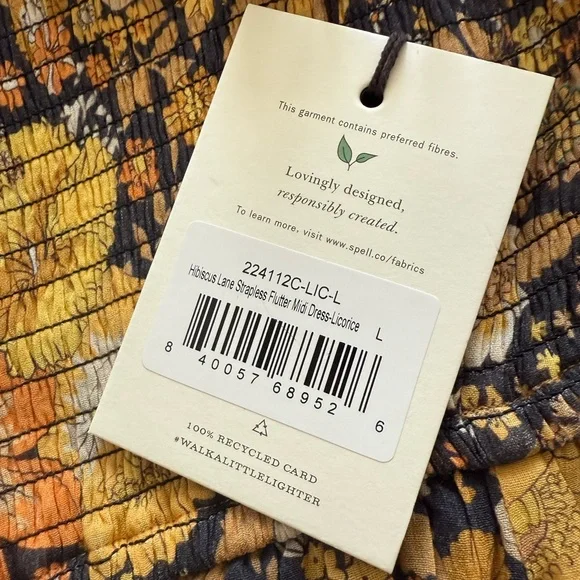 This garment contains preferred fibres.
Lovingly designed,
responsibly created.
To learn more, visit www.spell.co/fabrics
224112C-LIC-L
Hibiscus Lane Strapless Flutter Midi Dress-Licorice L
8 40057 68952 6
100% RECYCLED CARD
#WALKALITTLELIGHTER